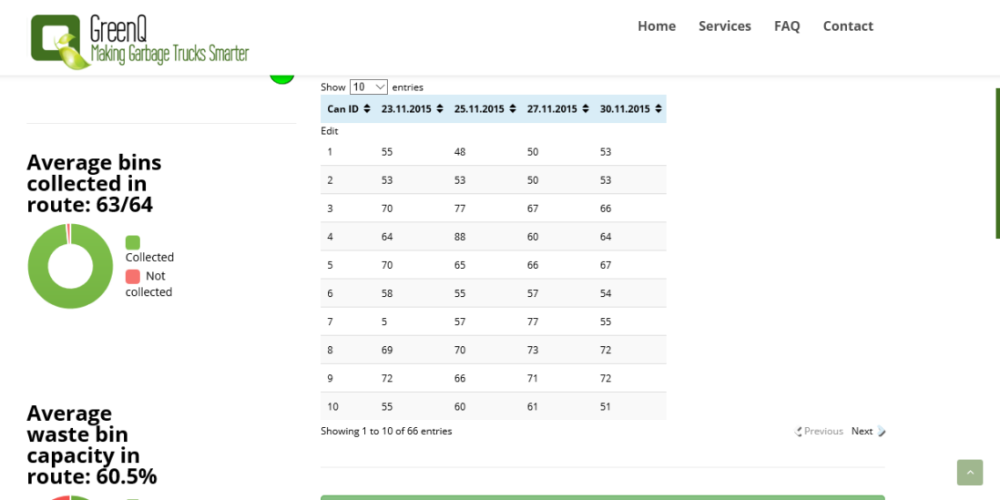 GreenQ
Making Garbage Trucks Smarter
Home Services FAQ Contact
Show 10 entries
Can ID 23.11.2015 25.11.2015 27.11.2015 30.11.2015
Edit
1 55 48 50 53
2 53 53 50 53
3 70 77 67 66
4 64 88 60 64
5 70 65 66 67
6 58 55 57 54
7 5 57 77 55
8 69 70 73 72
9 72 66 71 72
10 55 60 61 51
Showing 1 to 10 of 66 entries
Previous Next
Average bins
collected in
route: 63/64
Collected
Not
collected
Average
waste bin
capacity in
route: 60.5%